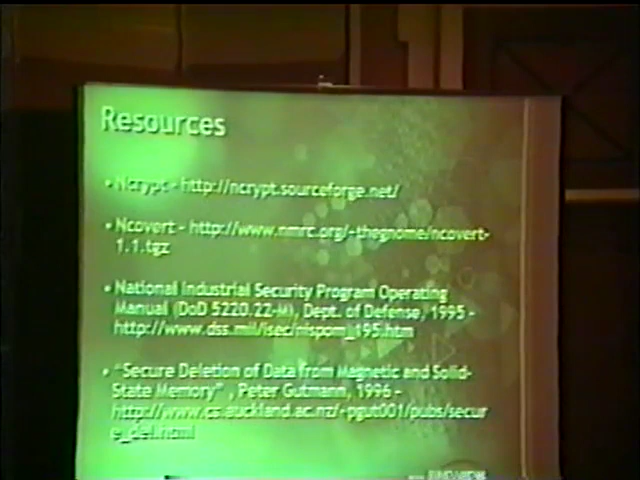 Resources
• Ncrypt - http://ncrypt.sourceforge.net/
• Ncovert - http://www.nmrc.org/~thegnome/ncovert-
1.1.tgz
• National Industrial Security Program Operating
Manual (DoD 5220.22-M), Dept. of Defense, 1995 -
http://www.dss.mil/isec/nispom_195.htm
• "Secure Deletion of Data from Magnetic and Solid-
State Memory" , Peter Gutmann, 1996 -
http://www.cs.auckland.ac.nz/~pgut001/pubs/secur
e_del.html